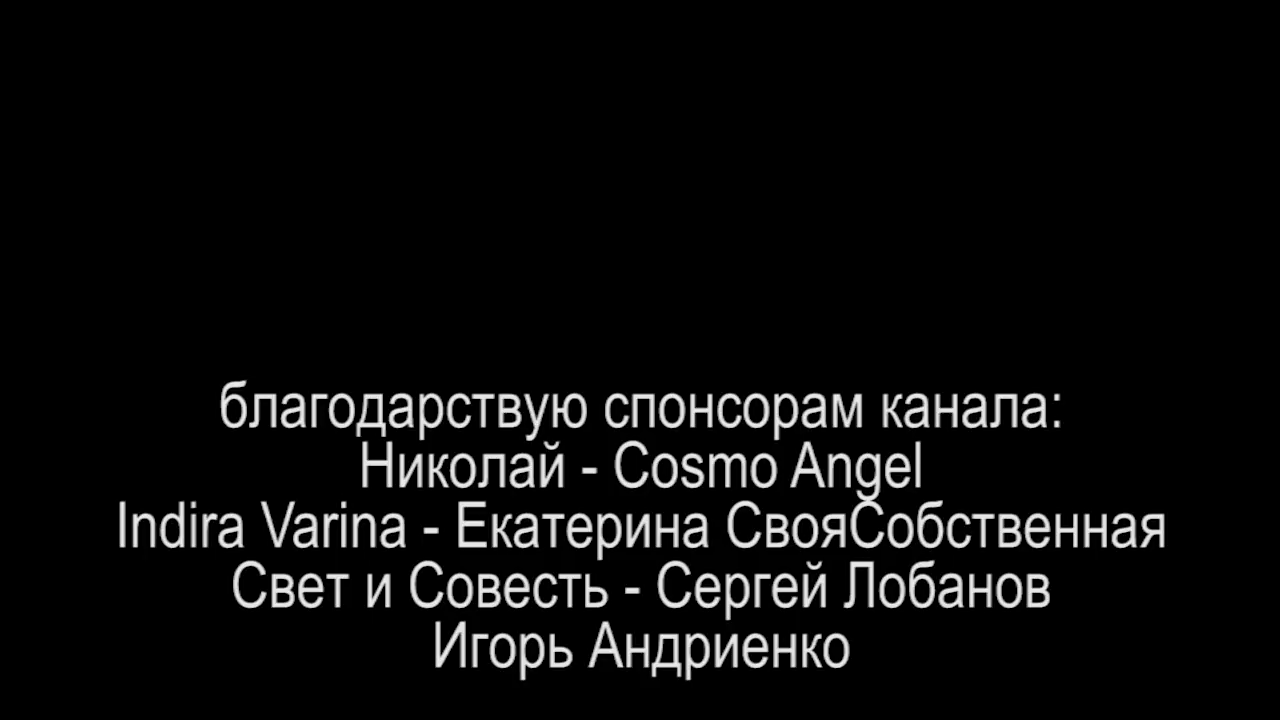 благодарствую спонсорам канала:
Николай - Cosmo Angel
Indira Varina - Екатерина СвояСобственная
Свет и Совесть - Сергей Лобанов
Игорь Андриенко